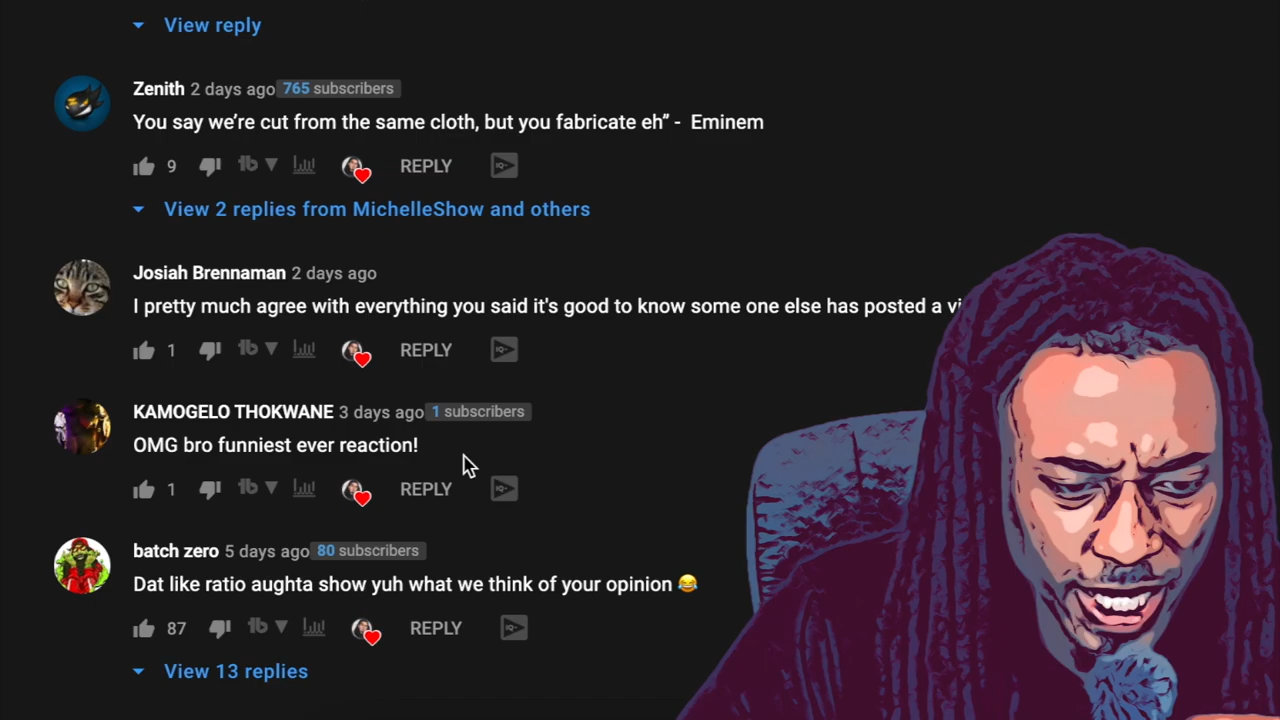 View reply
Zenith 2 days ago 765 subscribers
You say we’re cut from the same cloth, but you fabricate eh” - Eminem
9 REPLY
View 2 replies from MichelleShow and others
Josiah Brennaman 2 days ago
I pretty much agree with everything you said it's good to know some one else has posted a vi
1 REPLY
KAMOGELO THOKWANE 3 days ago 1 subscribers
OMG bro funniest ever reaction!
1 REPLY
batch zero 5 days ago 80 subscribers
Dat like ratio aughta show yuh what we think of your opinion 😂
87 REPLY
View 13 replies